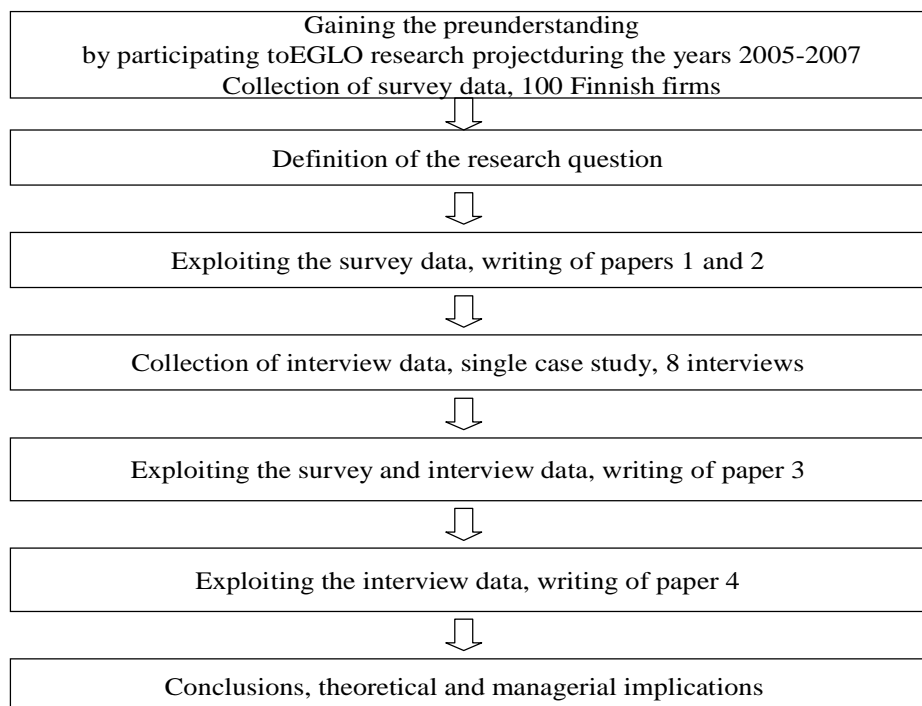 Gaining the preunderstanding
by participating toEGLO research projectduring the years 2005-2007
Collection of survey data, 100 Finnish firms
Definition of the research question
Exploiting the survey data, writing of papers 1 and 2
Collection of interview data, single case study, 8 interviews
Exploiting the survey and interview data, writing of paper 3
Exploiting the interview data, writing of paper 4
Conclusions, theoretical and managerial implications